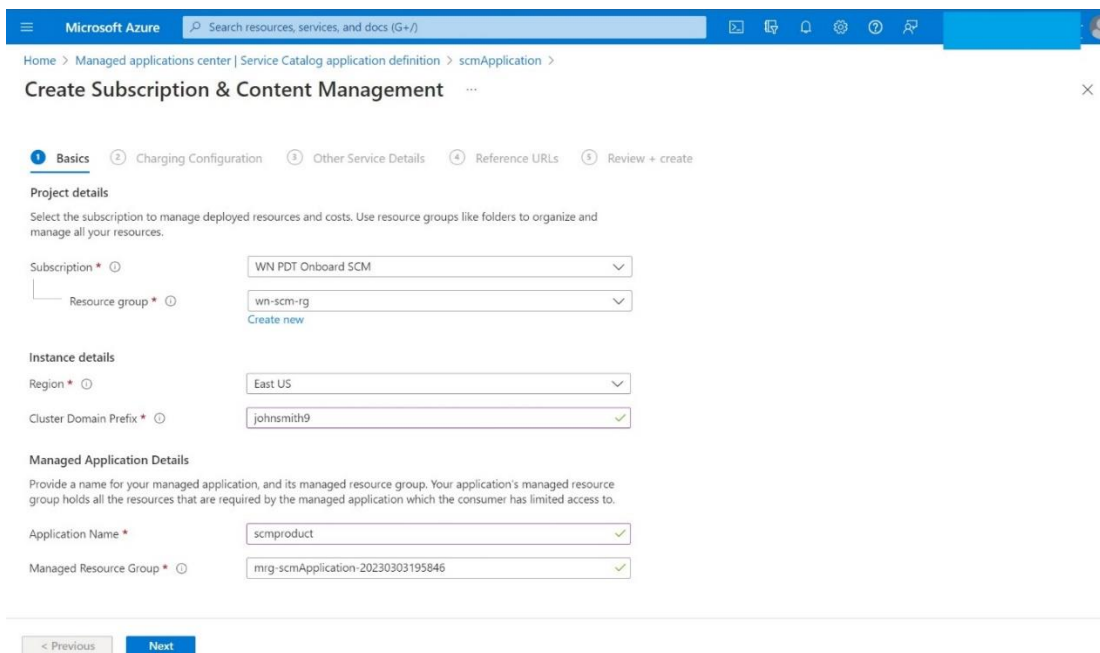 Microsoft Azure
Search resources, services, and docs (G+/)
Home > Managed applications center | Service Catalog application definition > scmApplication >
Create Subscription & Content Management ...
1 Basics 2 Charging Configuration 3 Other Service Details 4 Reference URLs 5 Review + create
Project details
Select the subscription to manage deployed resources and costs. Use resource groups like folders to organize and
manage all your resources.
Subscription *
WN PDT Onboard SCM
Resource group *
wn-scm-rg
Create new
Instance details
Region *
East US
Cluster Domain Prefix *
johnsmith9
Managed Application Details
Provide a name for your managed application, and its managed resource group. Your application's managed resource
group holds all the resources that are required by the managed application which the consumer has limited access to.
Application Name *
scmproduct
Managed Resource Group *
mrg-scmApplication-20230303195846
< Previous
Next